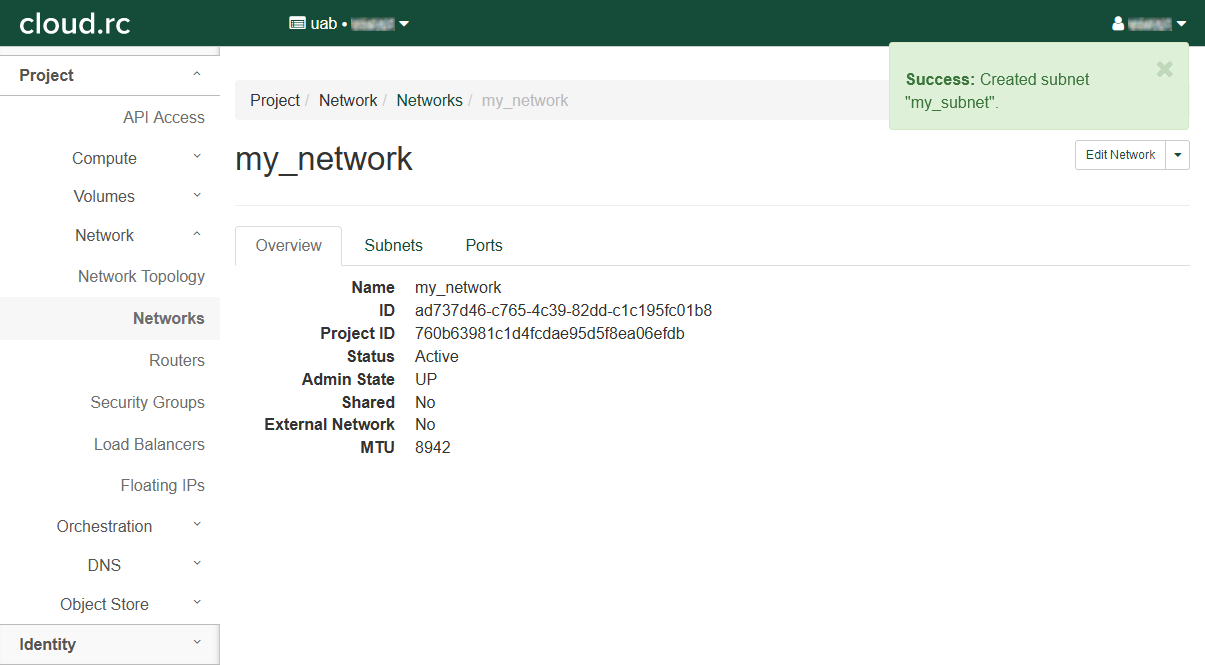 cloud.rc
uab •
Project
API Access
Compute
Volumes
Network
Network Topology
Networks
Routers
Security Groups
Load Balancers
Floating IPs
Orchestration
DNS
Object Store
Identity
Project / Network / Networks / my_network
Success: Created subnet
"my_subnet".
my_network
Edit Network
Overview Subnets Ports
Name my_network
ID ad737d46-c765-4c39-82dd-c1c195fc01b8
Project ID 760b63981c1d4fcdae95d5f8ea06efdb
Status Active
Admin State UP
Shared No
External Network No
MTU 8942